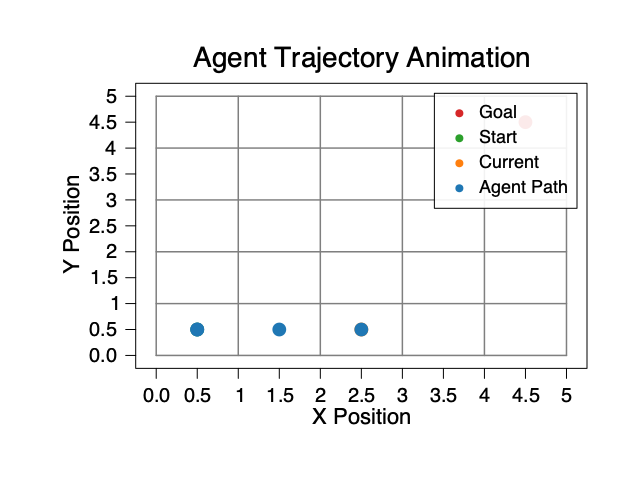 Agent Trajectory Animation
Goal
Start
Current
Agent Path
Y Position
5
4.5
4
3.5
3
2.5
2
1.5
1
0.5
0.0
0.0 0.5 1 1.5 2 2.5 3 3.5 4 4.5 5
X Position